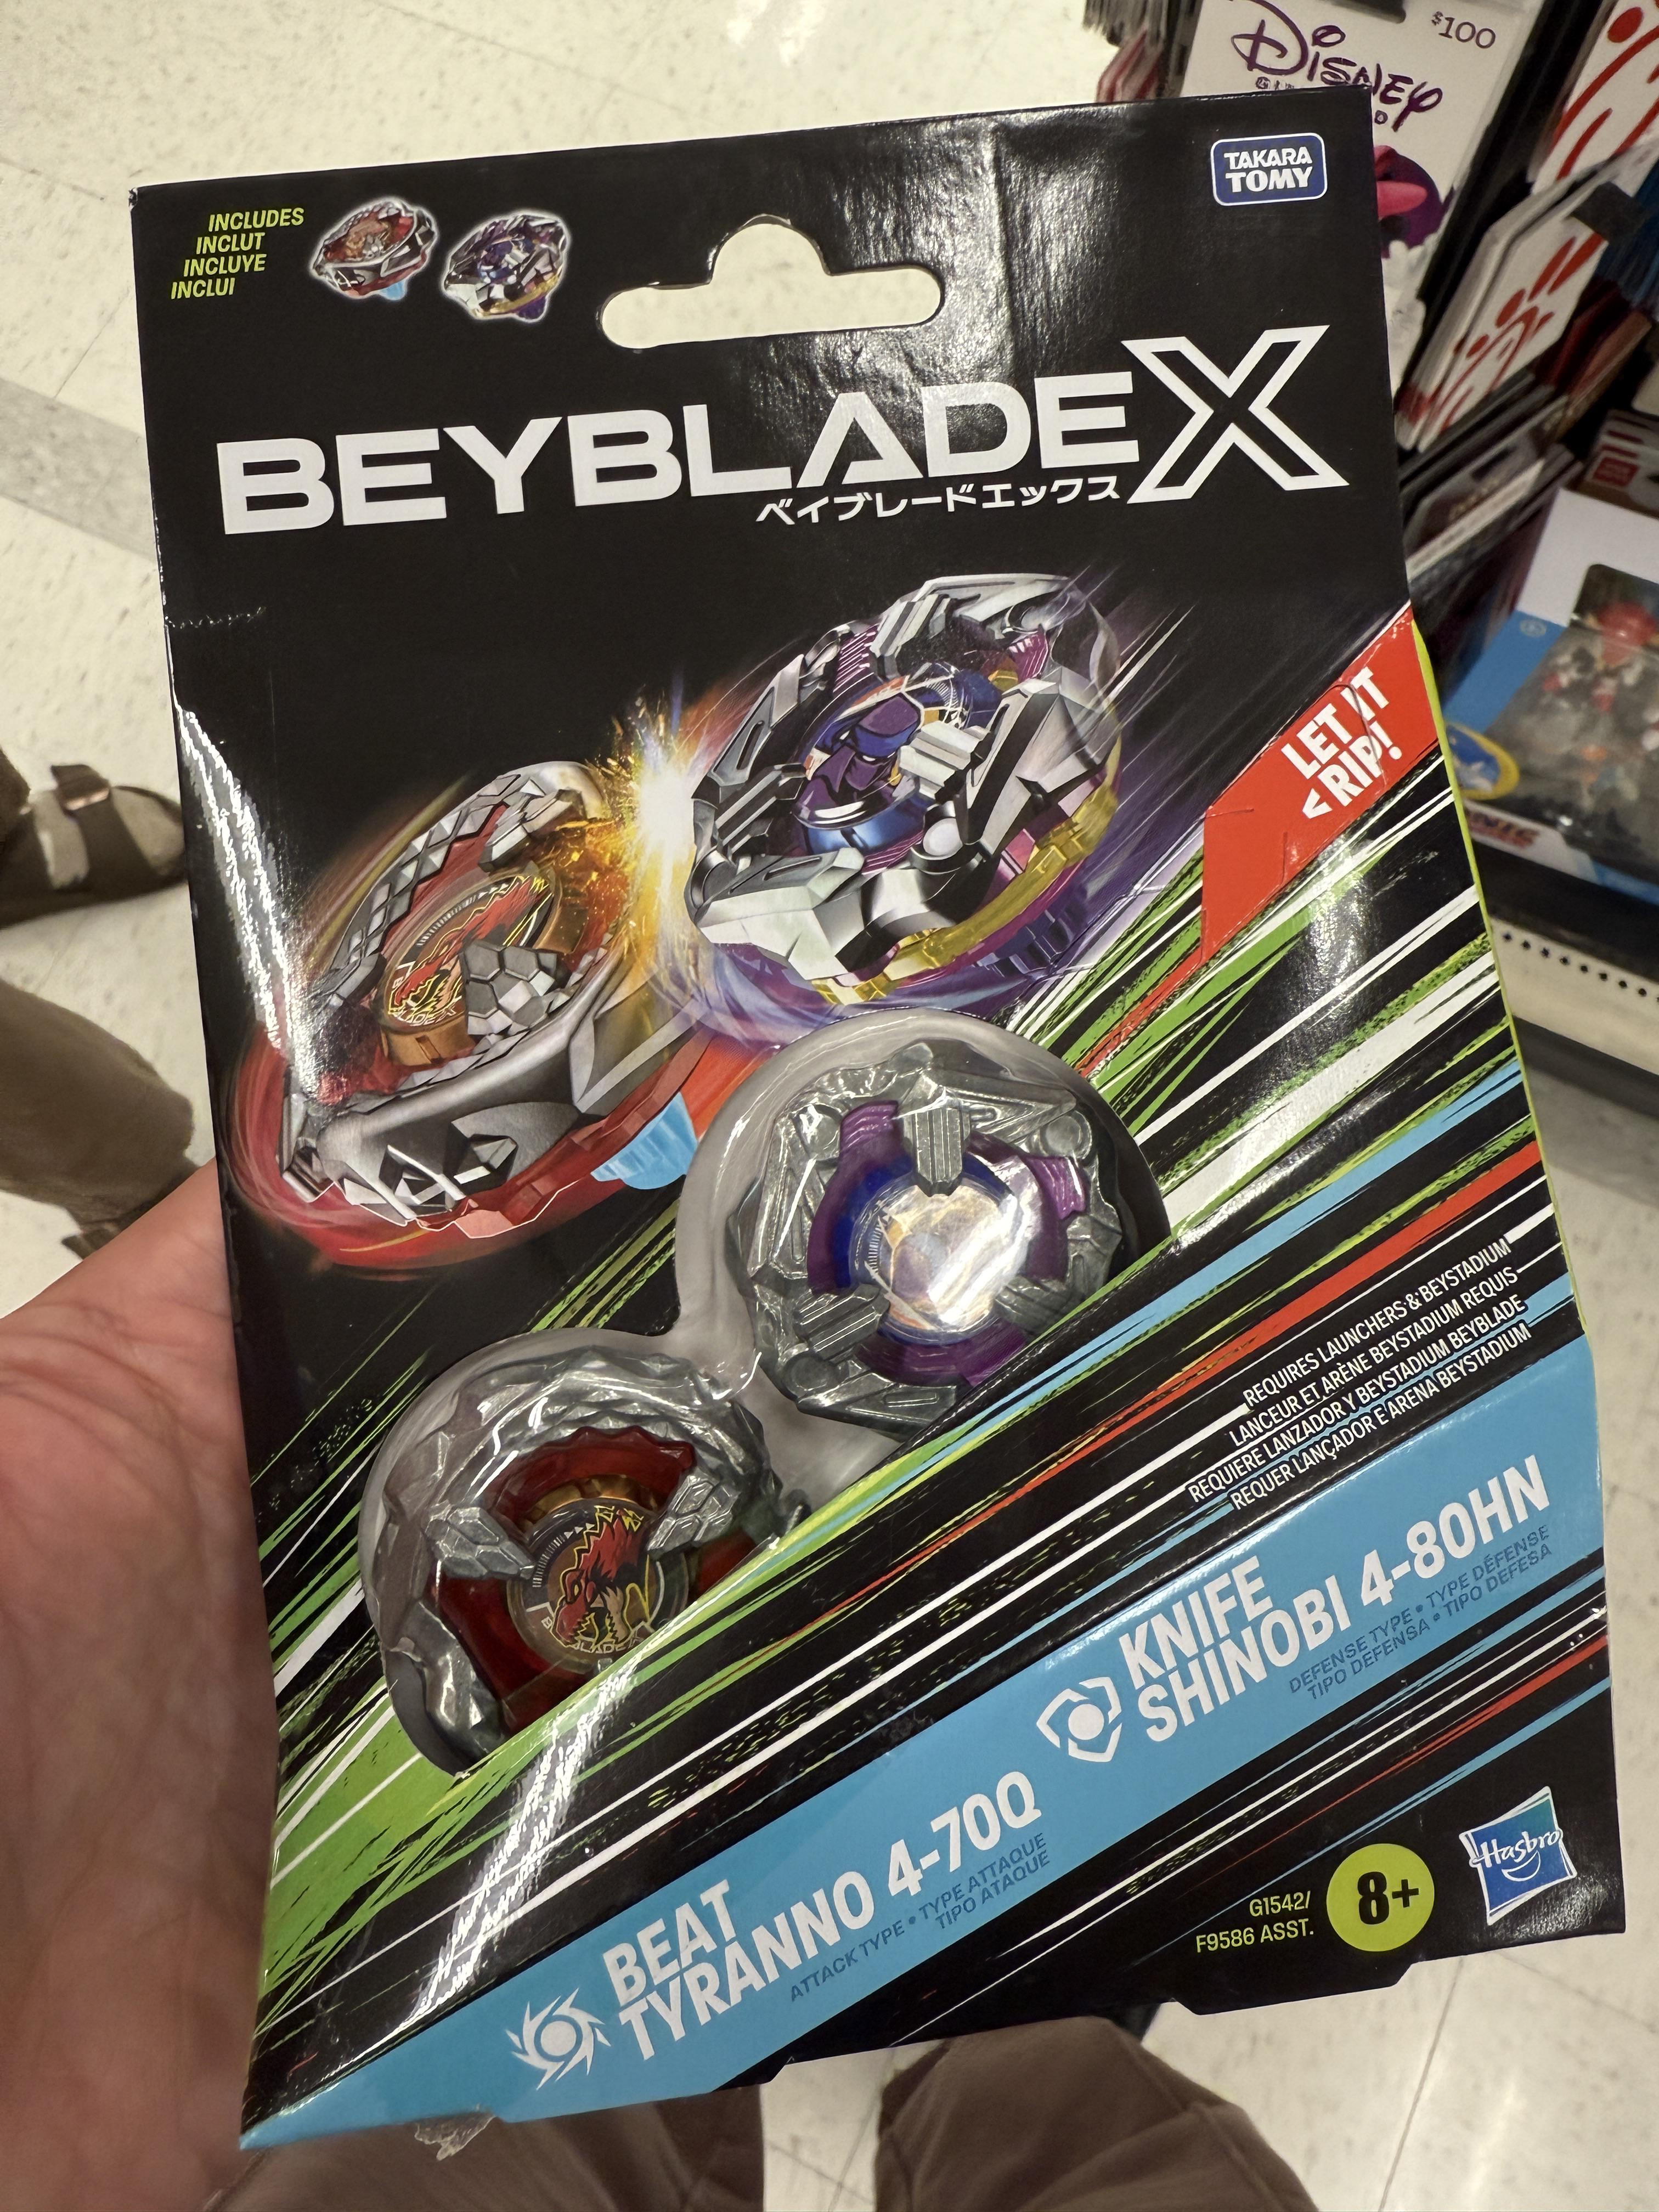 $100
Disney
TAKARA
TOMY
INCLUDES
INCLUT
INCLUYE
INCLUI
BEYBLADE X
ベイブレードエックス
LET IT
< RIP!
REQUIRES LAUNCHERS & BEYSTADIUM
LANCEUR ET ARÈNE BEYSTADIUM REQUIS
REQUIERE LANZADOR Y BEYSTADIUM BEYBLADE
REQUER LANÇADOR E ARENA BEYSTADIUM
KNIFE
SHINOBI 4-80HN
DEFENSE TYPE • TYPE DÉFENSE
TIPO DEFENSA • TIPO DEFESA
BEAT
TYRANNO 4-70Q
ATTACK TYPE • TYPE ATTAQUE
TIPO ATAQUE
G1542/
F9586 ASST.
8+
Hasbro